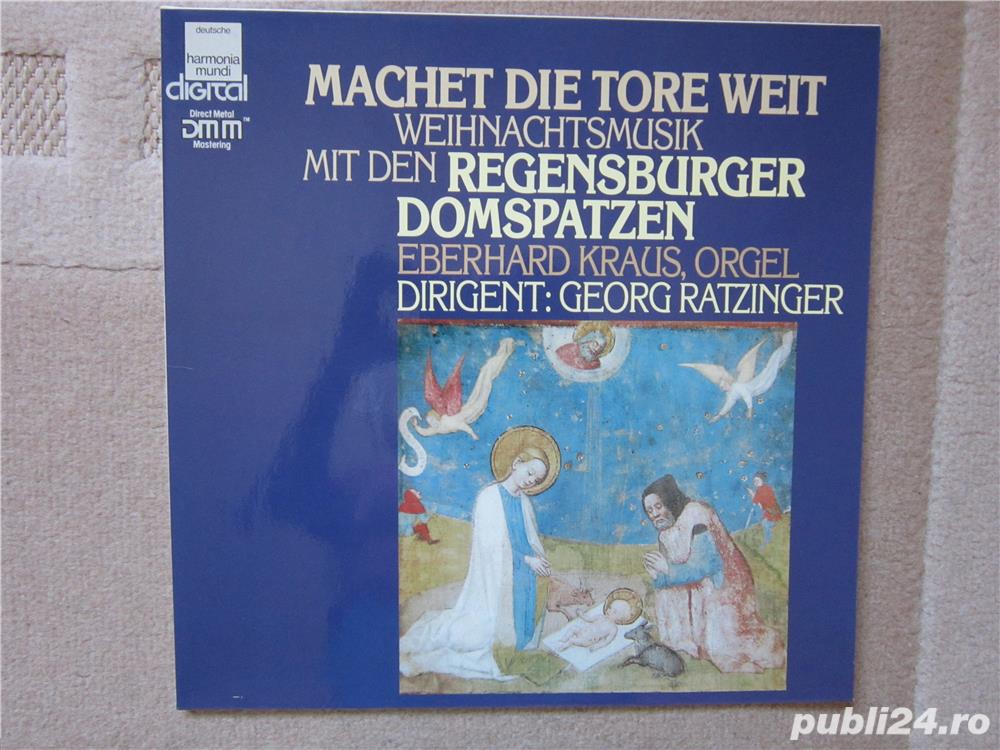 deutsche
harmonia
mundi
digital
Direct Metal
DMM™
Mastering
MACHET DIE TORE WEIT
WEIHNACHTSMUSIK
MIT DEN REGENSBURGER
DOMSPATZEN
EBERHARD KRAUS, ORGEL
DIRIGENT: GEORG RATZINGER
publi24.ro